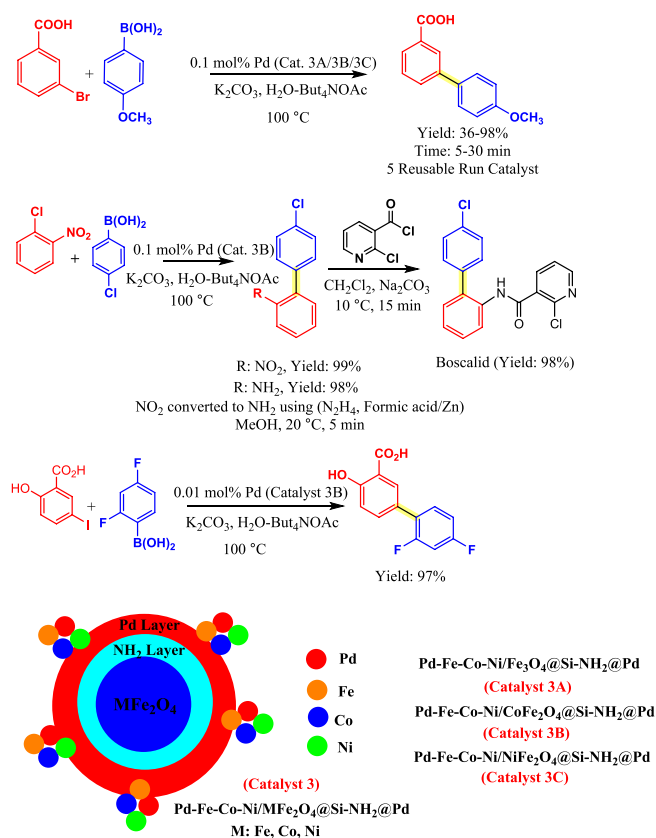 COOH
B(OH)₂
Br
+
OCH₃
0.1 mol% Pd (Cat. 3A/3B/3C)
K₂CO₃, H₂O-But₄NOAc
100 °C
COOH
OCH₃
Yield: 36-98%
Time: 5-30 min
5 Reusable Run Catalyst
Cl
NO₂
+
B(OH)₂
Cl
0.1 mol% Pd (Cat. 3B)
K₂CO₃, H₂O-But₄NOAc
100 °C
Cl
R
O
Cl
N
Cl
CH₂Cl₂, Na₂CO₃
10 °C, 15 min
Cl
H
N
O
N
Cl
R: NO₂, Yield: 99%
R: NH₂, Yield: 98%
NO₂ converted to NH₂ using (N₂H₄, Formic acid/Zn)
MeOH, 20 °C, 5 min
Boscalid (Yield: 98%)
CO₂H
HO
I
+
F
F
B(OH)₂
0.01 mol% Pd (Catalyst 3B)
K₂CO₃, H₂O-But₄NOAc
100 °C
CO₂H
HO
F
F
Yield: 97%
Pd Layer
NH₂ Layer
MFe₂O₄
Pd
Fe
Co
Ni
(Catalyst 3)
Pd-Fe-Co-Ni/MFe₂O₄@Si-NH₂@Pd
M: Fe, Co, Ni
Pd-Fe-Co-Ni/Fe₃O₄@Si-NH₂@Pd
(Catalyst 3A)
Pd-Fe-Co-Ni/CoFe₂O₄@Si-NH₂@Pd
(Catalyst 3B)
Pd-Fe-Co-Ni/NiFe₂O₄@Si-NH₂@Pd
(Catalyst 3C)